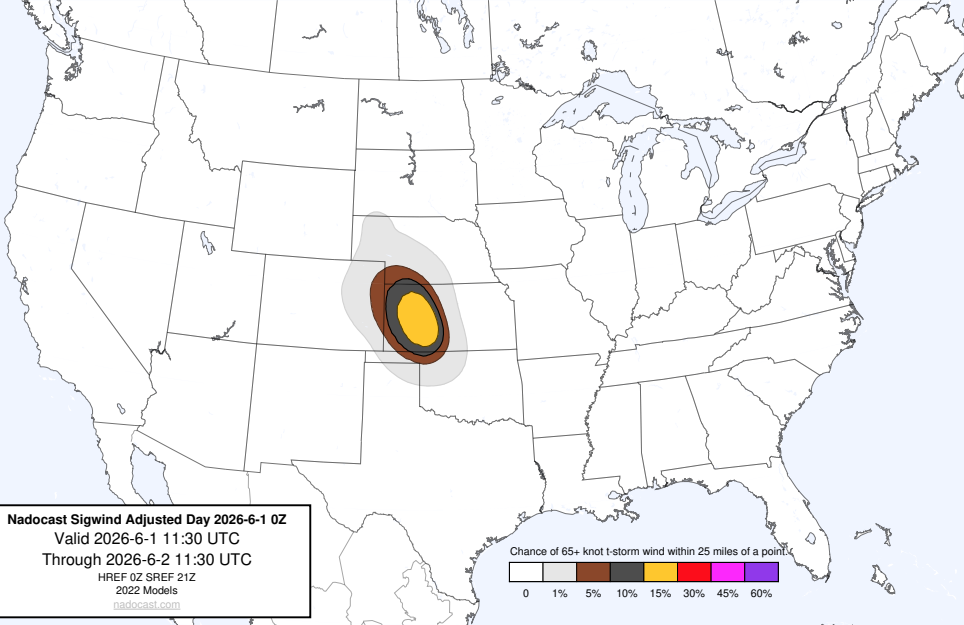 Nadocast Sigwind Adjusted Day 2026-6-1 0Z
Valid 2026-6-1 11:30 UTC
Through 2026-6-2 11:30 UTC
HREF 0Z SREF 21Z
2022 Models
nadocast.com
Chance of 65+ knot t-storm wind within 25 miles of a point.
0 1% 5% 10% 15% 30% 45% 60%